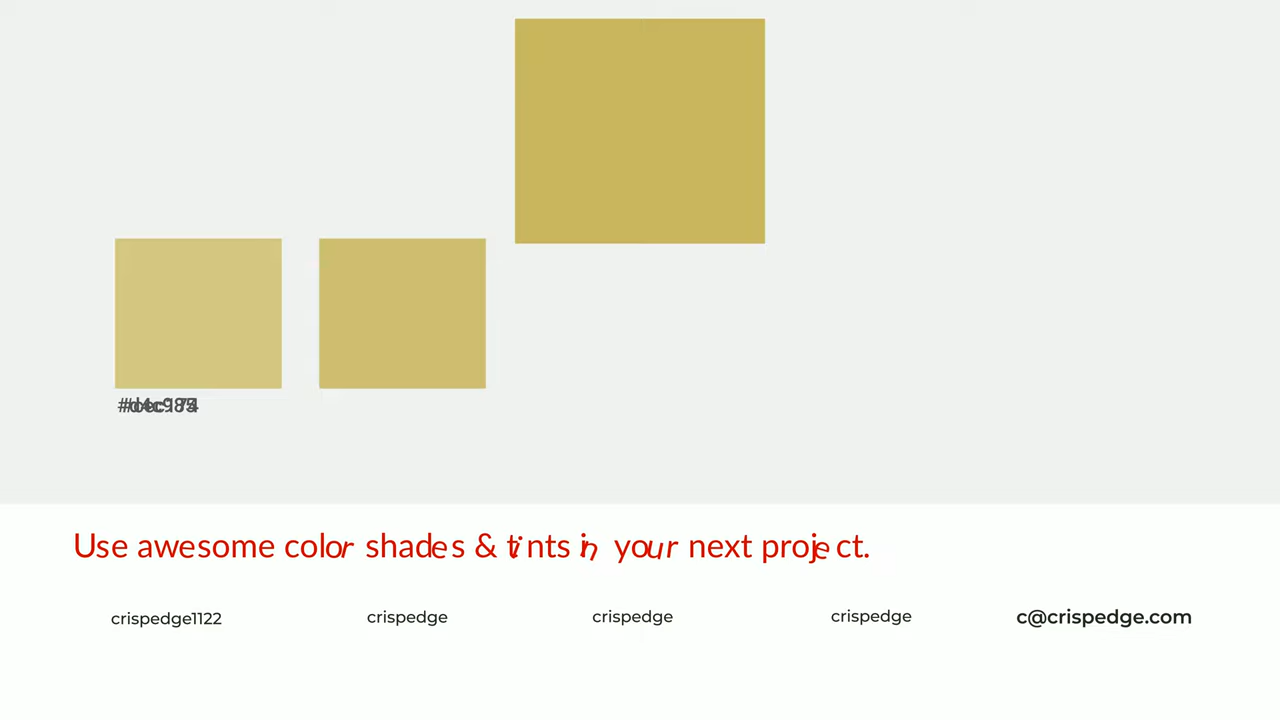 Use awesome color shades & tints in your next project.
crispedge1122 crispedge crispedge crispedge c@crispedge.com